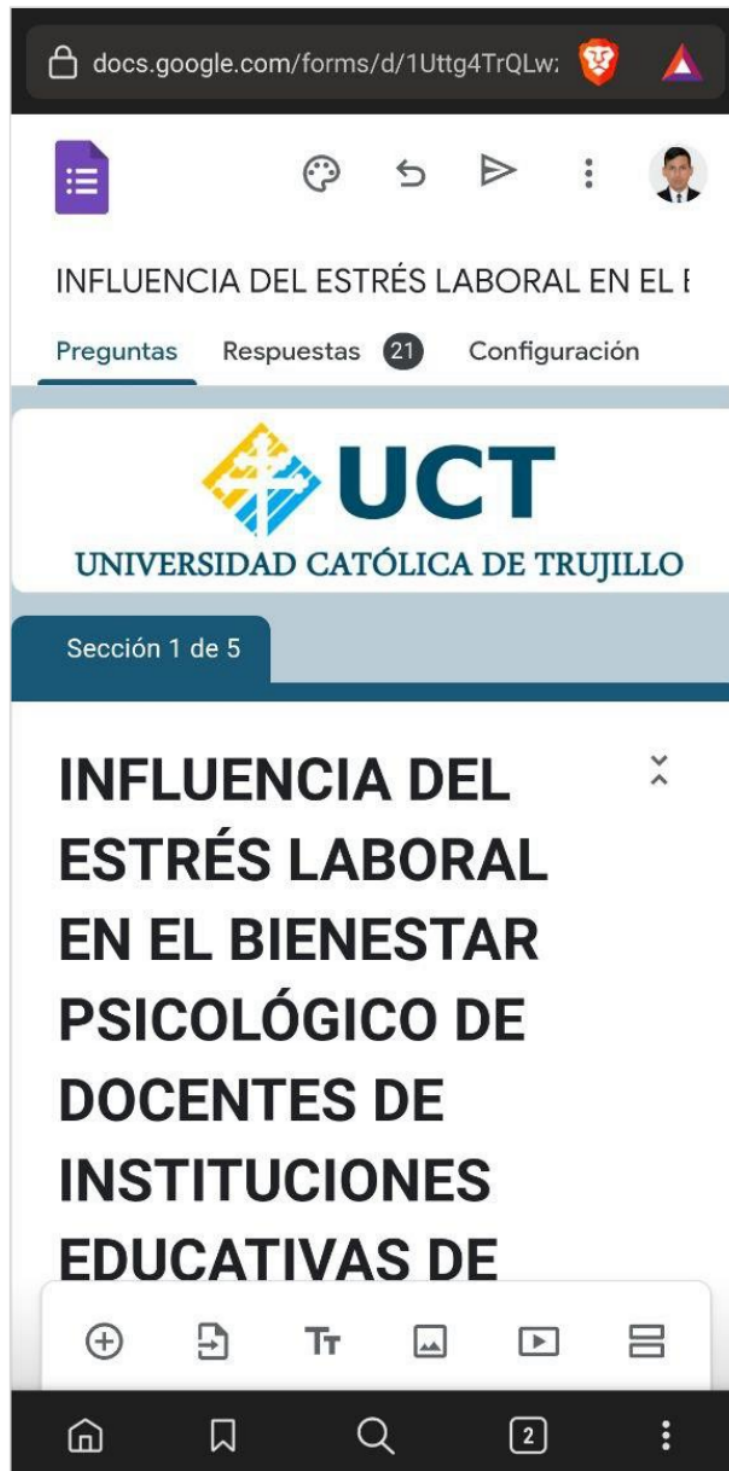 docs.google.com/forms/d/1Uttg4TrQLw
INFLUENCIA DEL ESTRÉS LABORAL EN EL
Preguntas Respuestas 21 Configuración
UCT
UNIVERSIDAD CATÓLICA DE TRUJILLO
Sección 1 de 5
INFLUENCIA DEL
ESTRÉS LABORAL
EN EL BIENESTAR
PSICOLÓGICO DE
DOCENTES DE
INSTITUCIONES
EDUCATIVAS DE
Tт
2